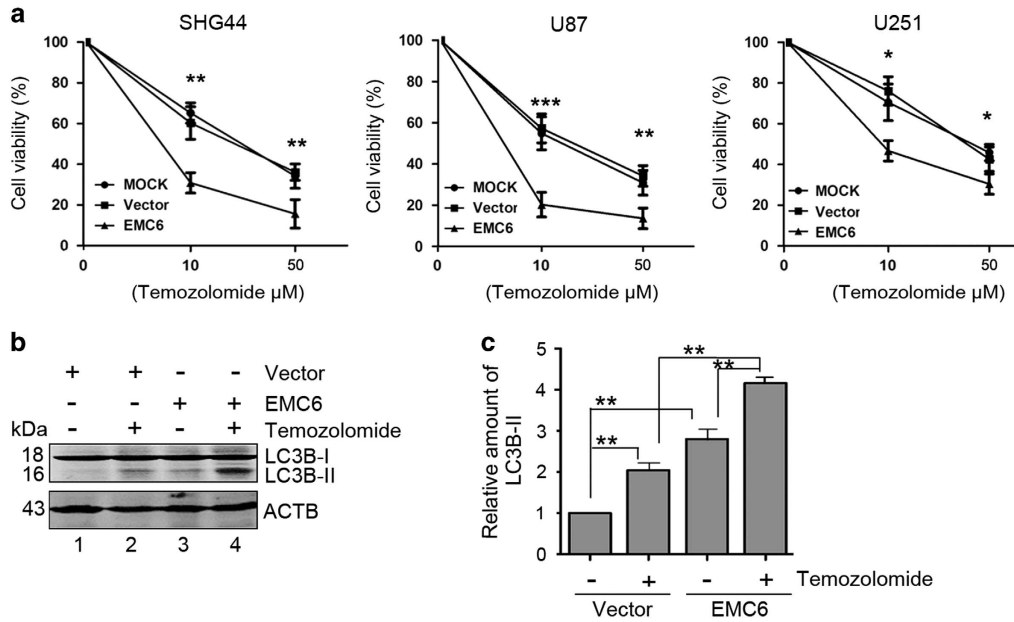 a
SHG44
U87
U251
** **
*** **
* *
Cell viability (%)
100
80
60
40
20
0
MOCK
Vector
EMC6
0 10 50
(Temozolomide µM)
Cell viability (%)
100
80
60
40
20
0
MOCK
Vector
EMC6
0 10 50
(Temozolomide µM)
Cell viability (%)
100
80
60
40
20
0
MOCK
Vector
EMC6
0 10 50
(Temozolomide µM)
b
+ + - - Vector
- - + + EMC6
kDa - + - + Temozolomide
18 LC3B-I
16 LC3B-II
43 ACTB
1 2 3 4
c
Relative amount of
LC3B-II
5
4
3
2
1
0
**
**
**
**
- + - + Temozolomide
Vector EMC6